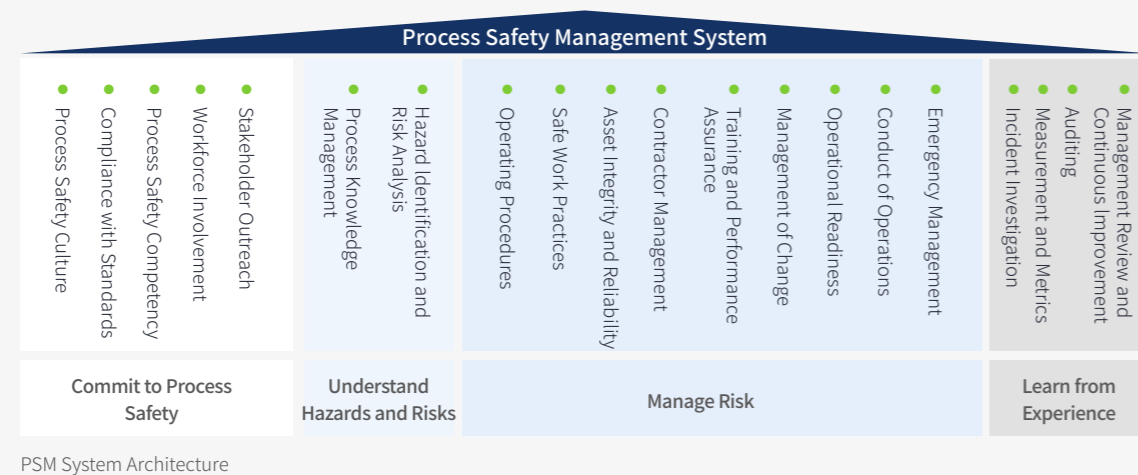 Process Safety Management System
Process Safety Culture
Compliance with Standards
Process Safety Competency
Workforce Involvement
Stakeholder Outreach
Process Knowledge
Management
Hazard Identification and
Risk Analysis
Operating Procedures
Safe Work Practices
Asset Integrity and Reliability
Contractor Management
Training and Performance
Assurance
Management of Change
Operational Readiness
Conduct of Operations
Emergency Management
Incident Investigation
Measurement and Metrics
Auditing
Management Review and
Continuous Improvement
Commit to Process
Safety
Understand
Hazards and Risks
Manage Risk
Learn from
Experience
PSM System Architecture